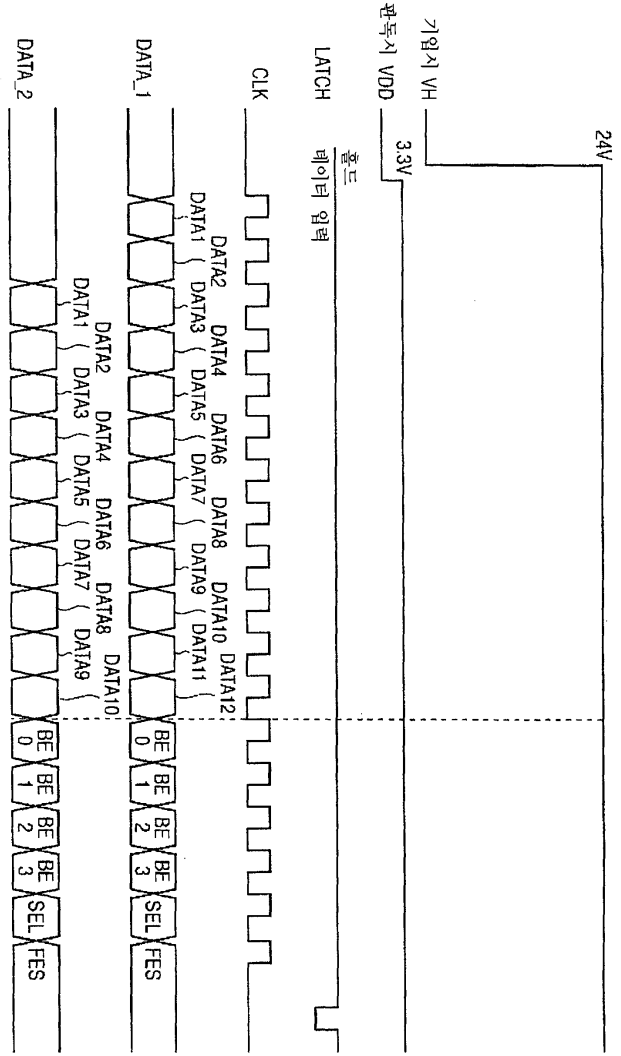 24V
기입시 VH
3.3V
판독시 VDD
LATCH
홀드
데이터 입력
CLK
DATA1
DATA2
DATA3
DATA4
DATA5
DATA6
DATA7
DATA8
DATA9
DATA10
DATA11
DATA12
DATA_1
BE 0
BE 1
BE 2
BE 3
SEL
FES
DATA1
DATA2
DATA3
DATA4
DATA5
DATA6
DATA7
DATA8
DATA9
DATA10
DATA_2
BE 0
BE 1
BE 2
BE 3
SEL
FES